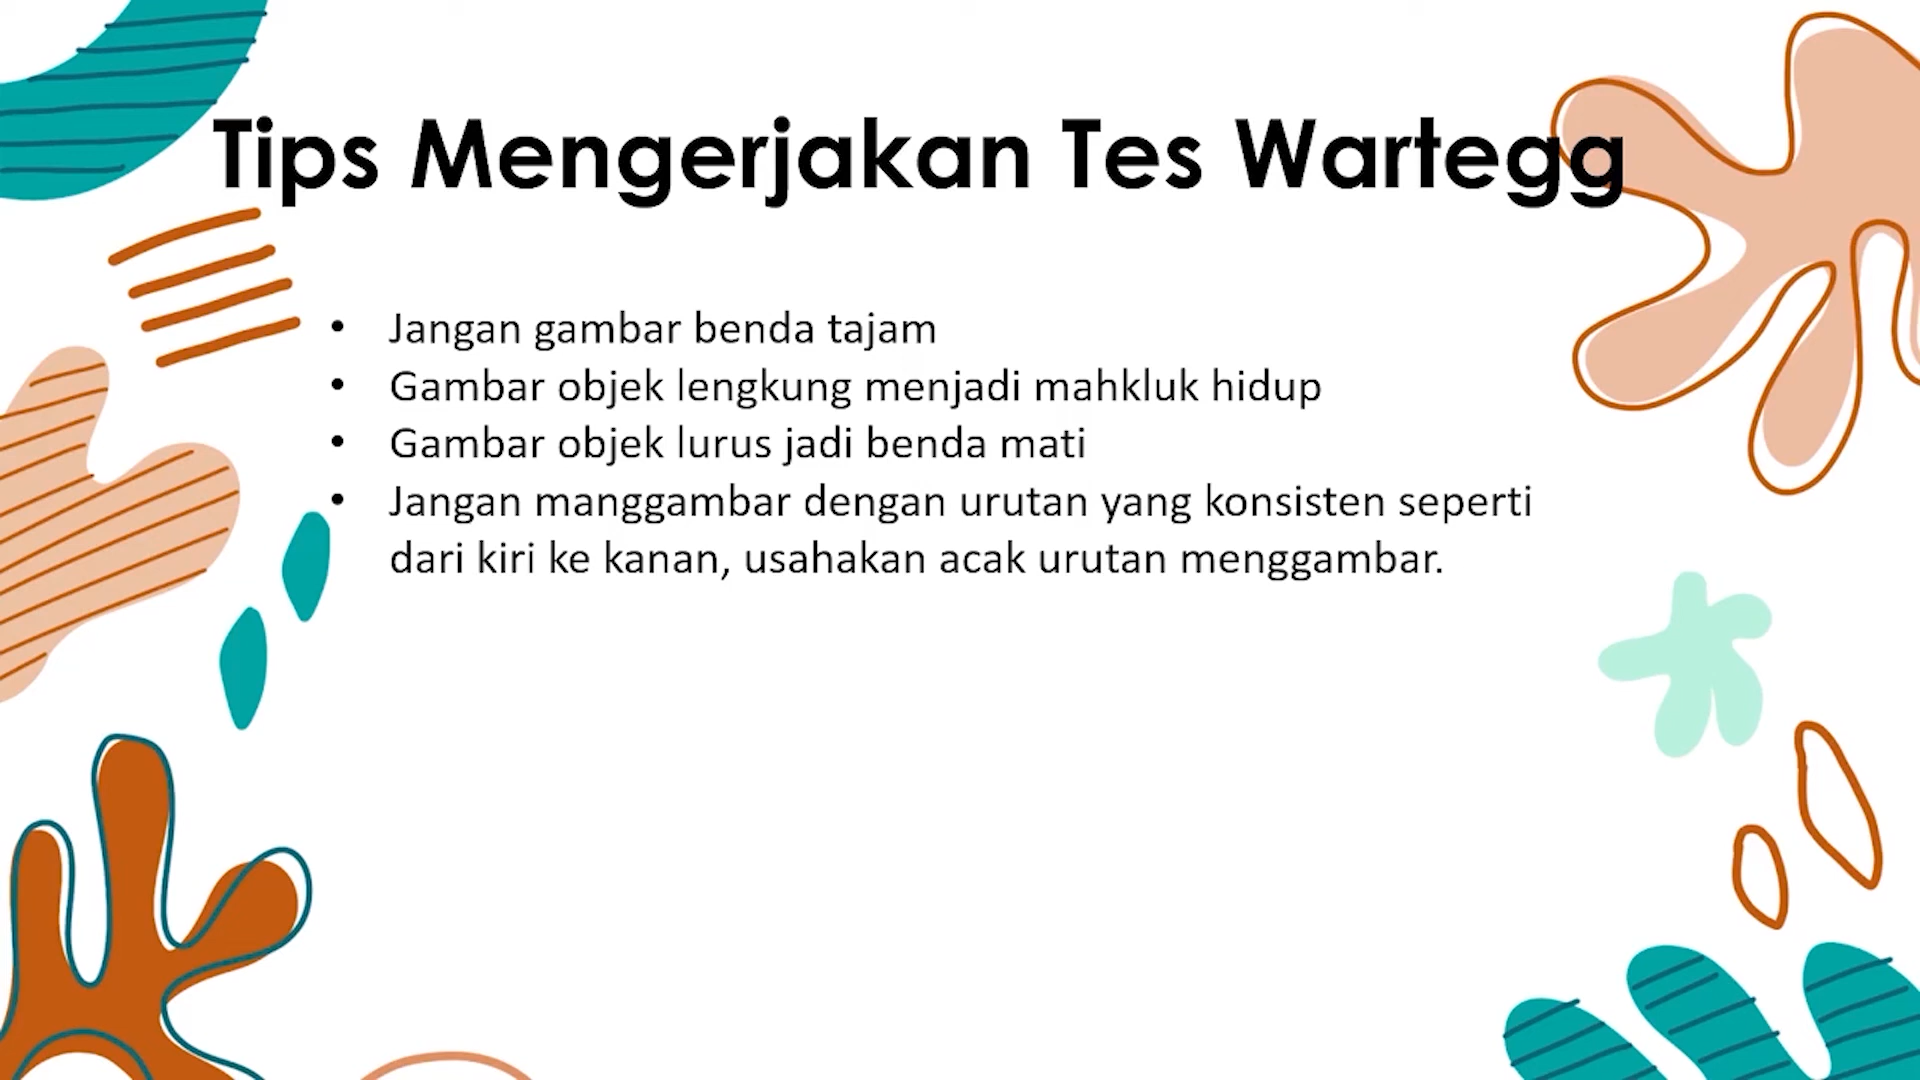 Tips Mengerjakan Tes Wartegg
• Jangan gambar benda tajam
• Gambar objek lengkung menjadi mahkluk hidup
• Gambar objek lurus jadi benda mati
• Jangan manggambar dengan urutan yang konsisten seperti
dari kiri ke kanan, usahakan acak urutan menggambar.